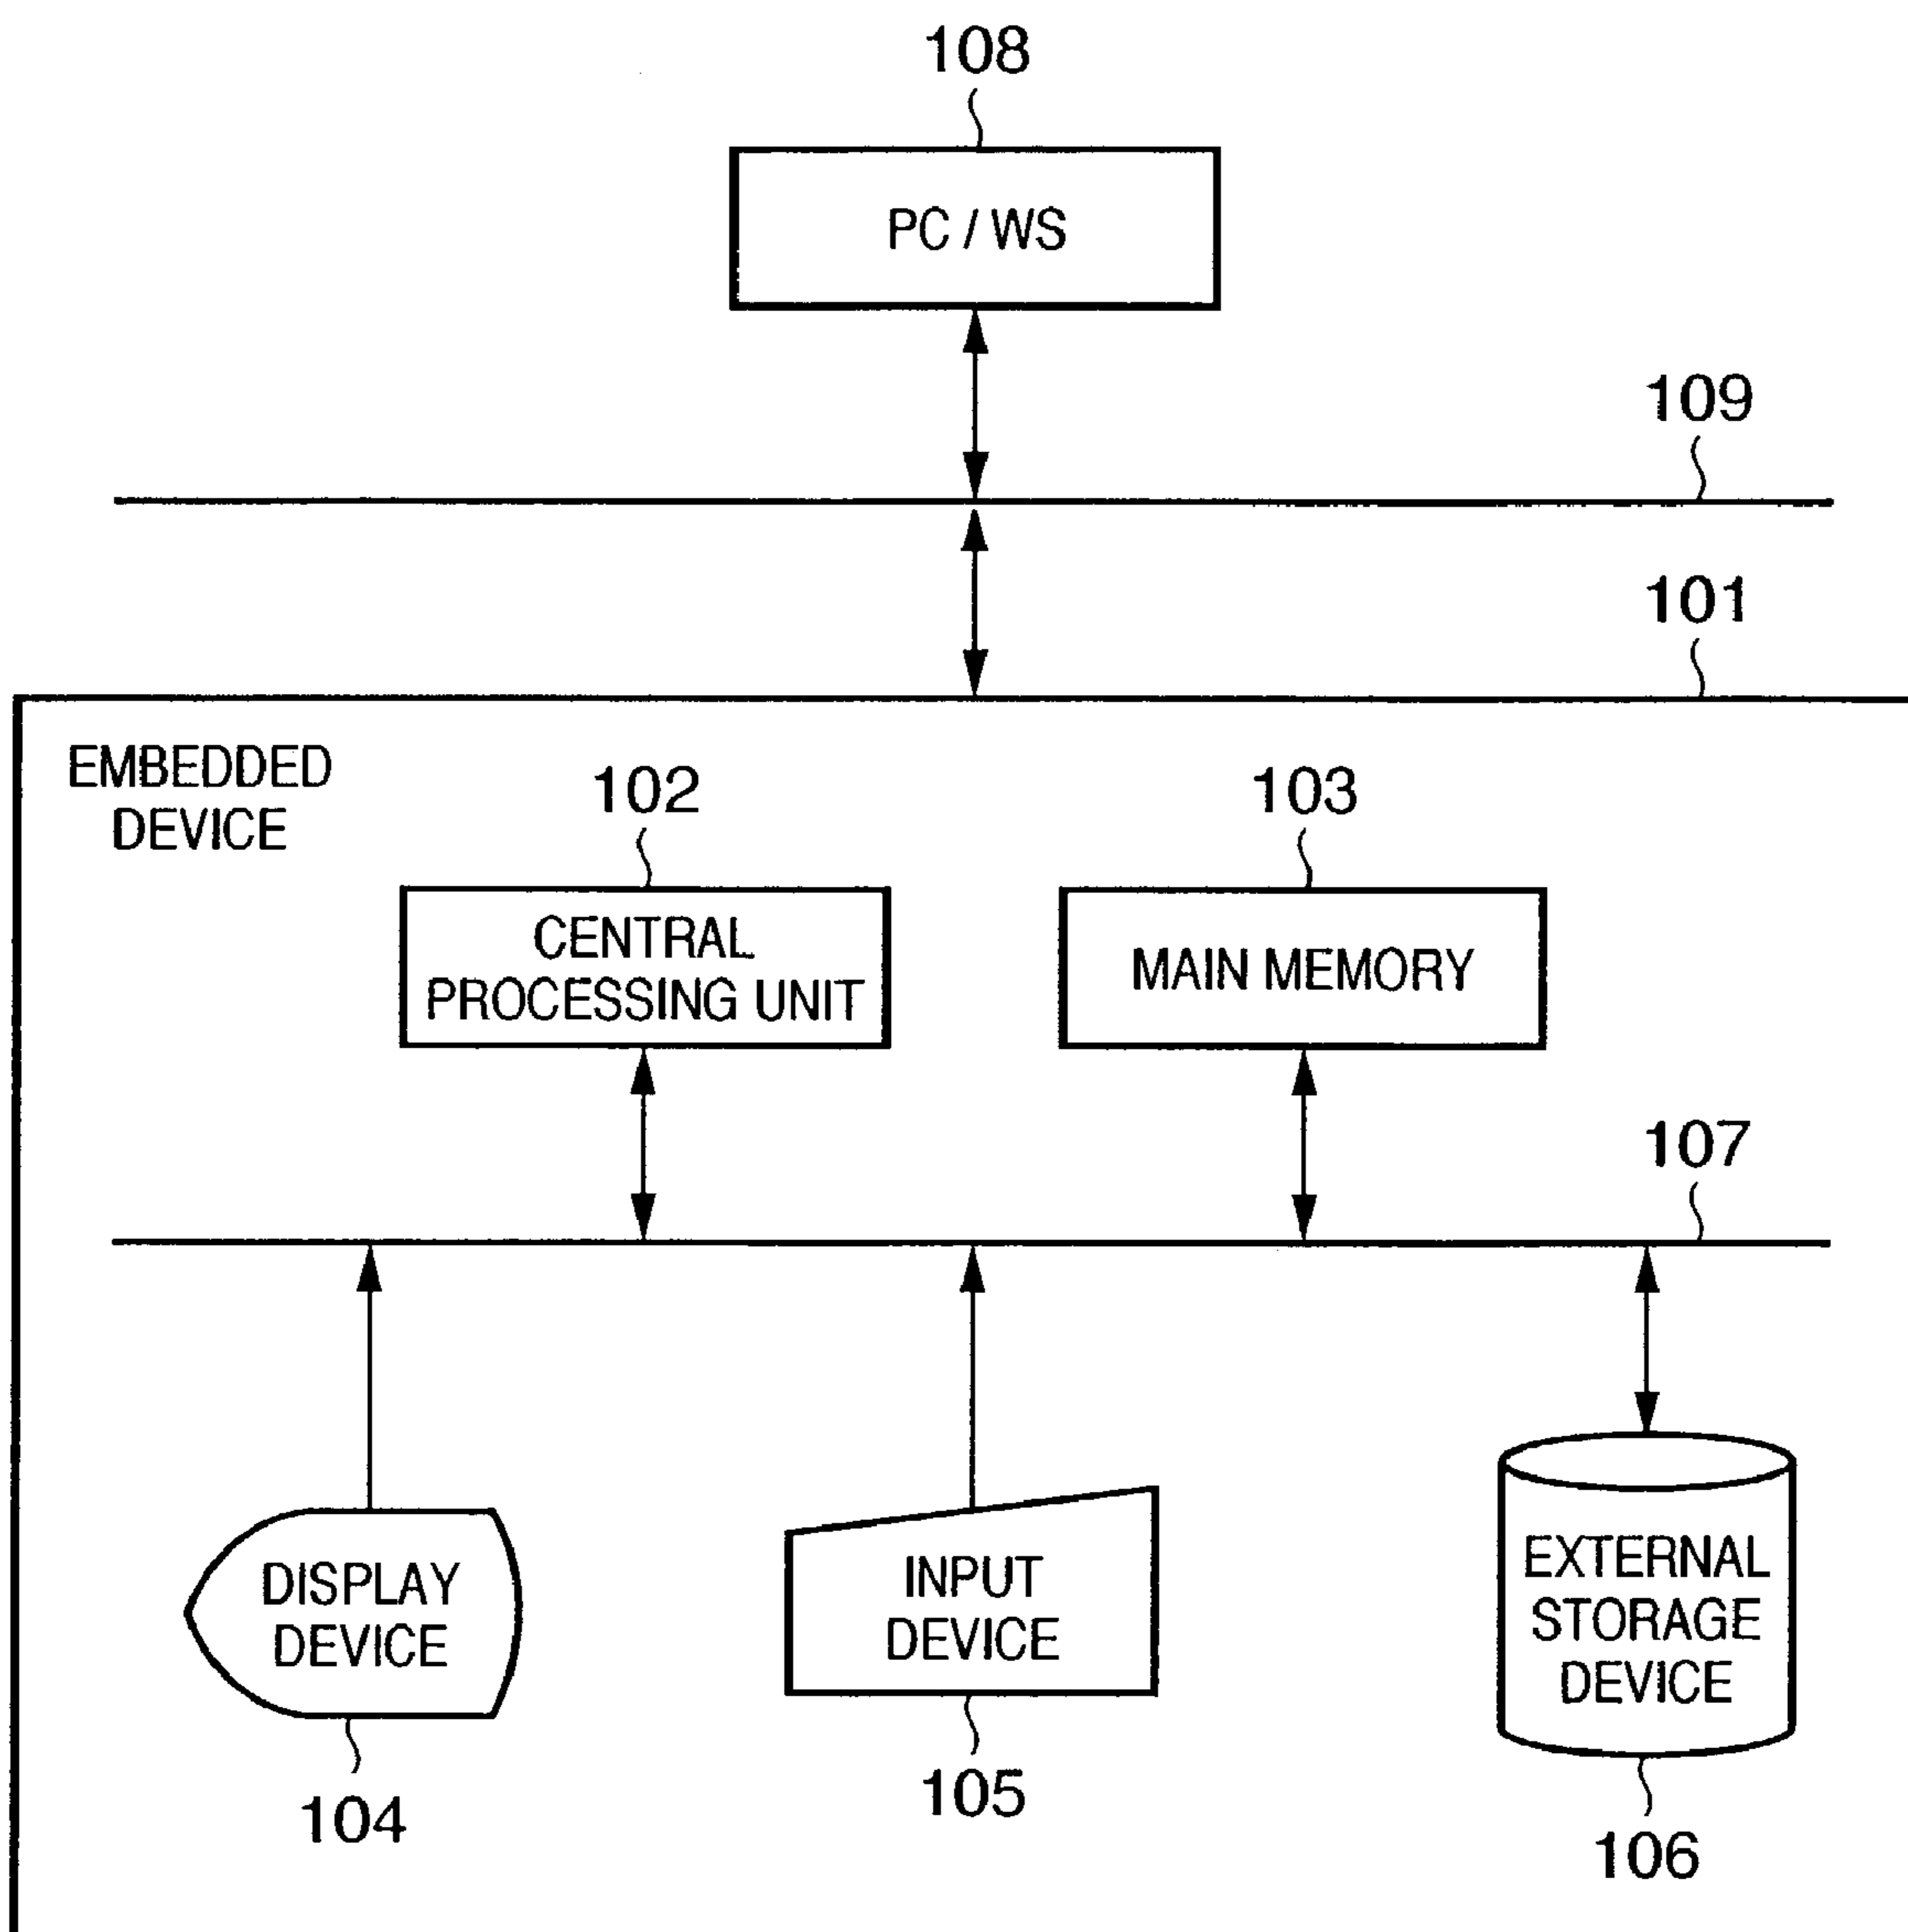 108
PC / WS
109
101
EMBEDDED
DEVICE
102
103
CENTRAL
PROCESSING UNIT
MAIN MEMORY
107
DISPLAY
DEVICE
INPUT
DEVICE
EXTERNAL
STORAGE
DEVICE
104
105
106